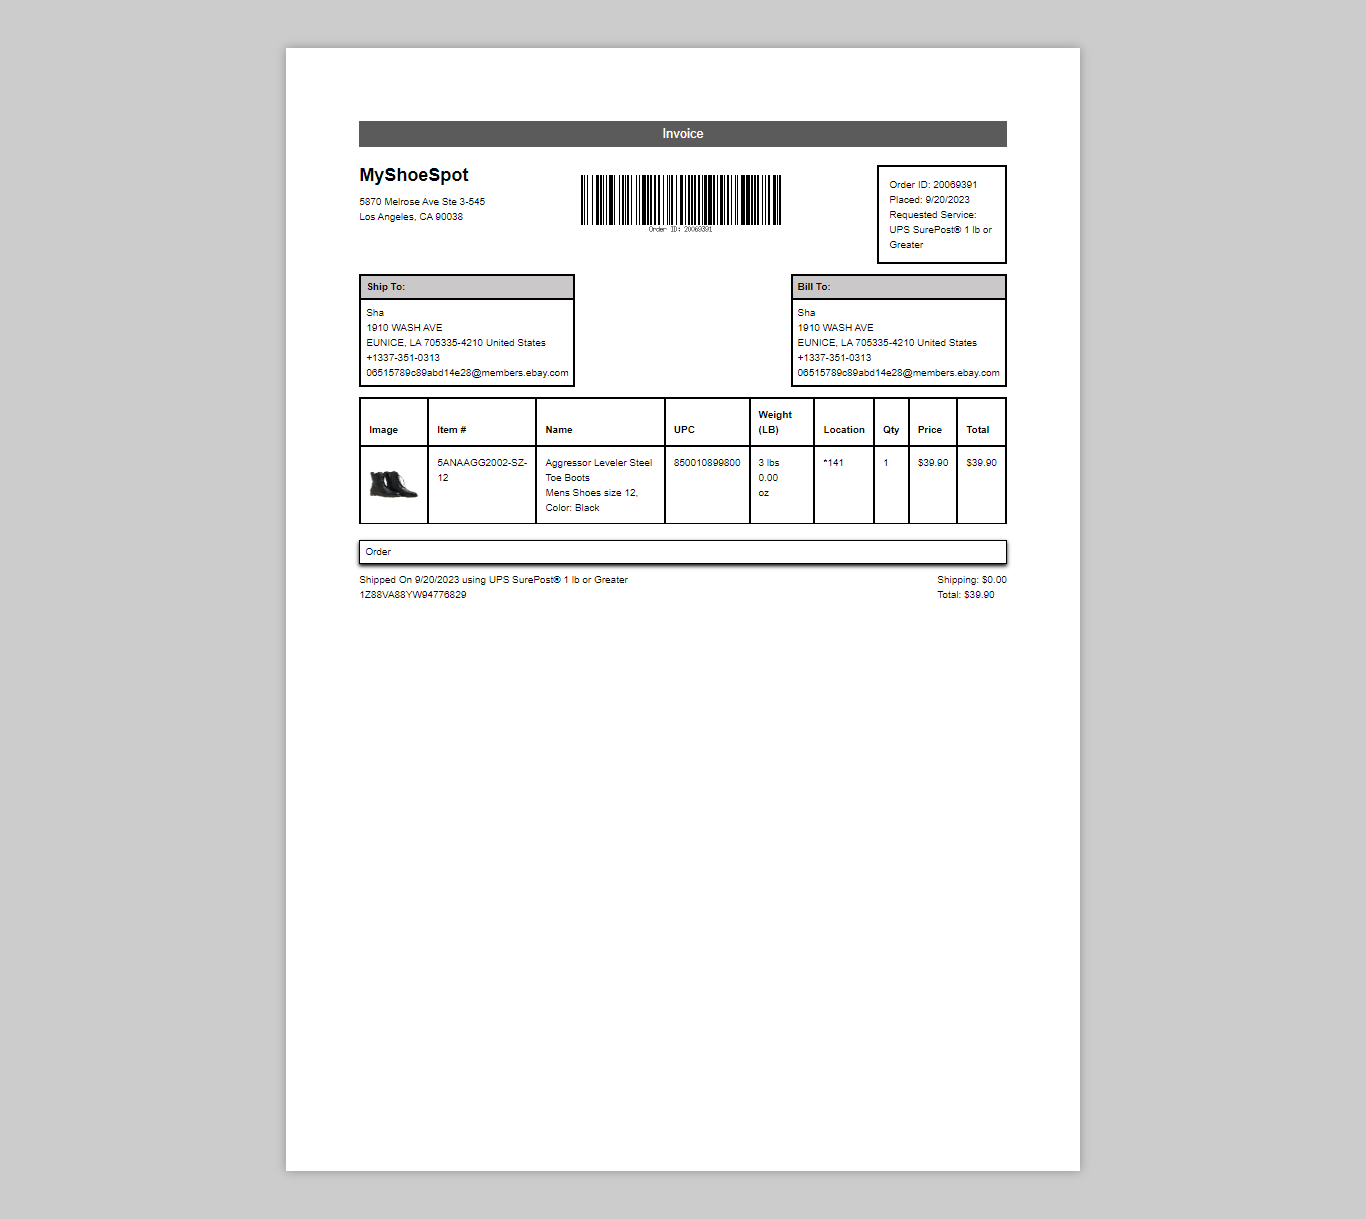 Invoice
MyShoeSpot
5870 Melrose Ave Ste 3-545
Los Angeles, CA 90038
Order ID: 20069391
Order ID: 20069391
Placed: 9/20/2023
Requested Service:
UPS SurePost® 1 lb or
Greater
Ship To:
Sha
1910 WASH AVE
EUNICE, LA 705335-4210 United States
+1337-351-0313
06515789c89abd14e28@members.ebay.com
Bill To:
Sha
1910 WASH AVE
EUNICE, LA 705335-4210 United States
+1337-351-0313
06515789c89abd14e28@members.ebay.com
Image Item # Name UPC Weight (LB) Location Qty Price Total
5ANAAGG2002-SZ-
12
Aggressor Leveler Steel
Toe Boots
Mens Shoes size 12,
Color: Black
850010899800
3 lbs
0.00
oz
*141
1
$39.90
$39.90
Order
Shipped On 9/20/2023 using UPS SurePost® 1 lb or Greater
1Z88VA88YW94776829
Shipping: $0.00
Total: $39.90